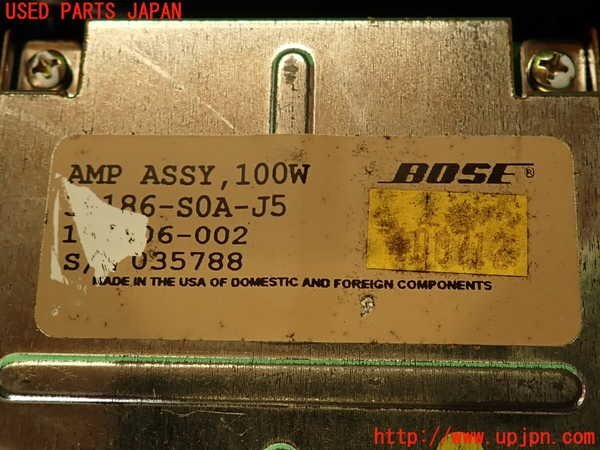 USED PARTS JAPAN
AMP ASSY,100W
BOSE®
186-S0A-J5
06-002
S/N 035788
MADE IN THE USA OF DOMESTIC AND FOREIGN COMPONENTS
http://www.upjpn.com/